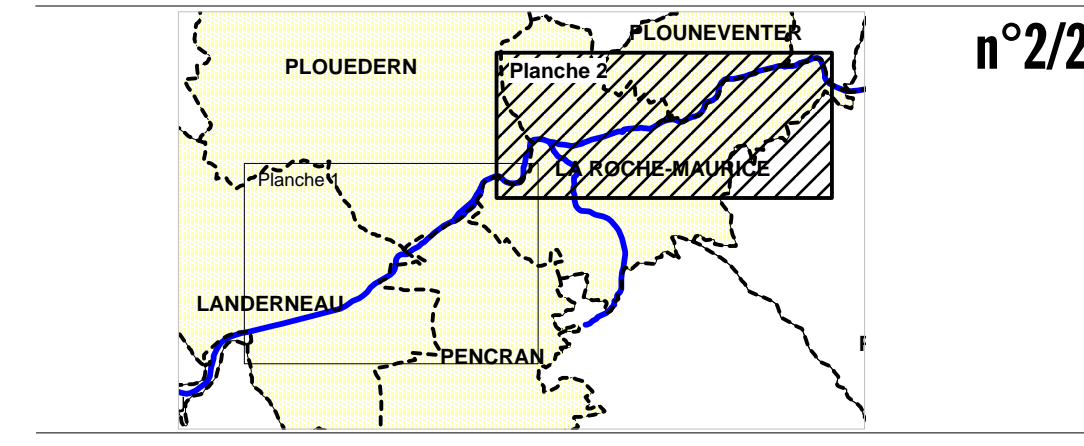 PLOUNEVENTER
n°2/2
PLOUEDERN
Planche 2
LA ROCHE-MAURICE
Planche 1
LANDERNEAU
PENCRAN